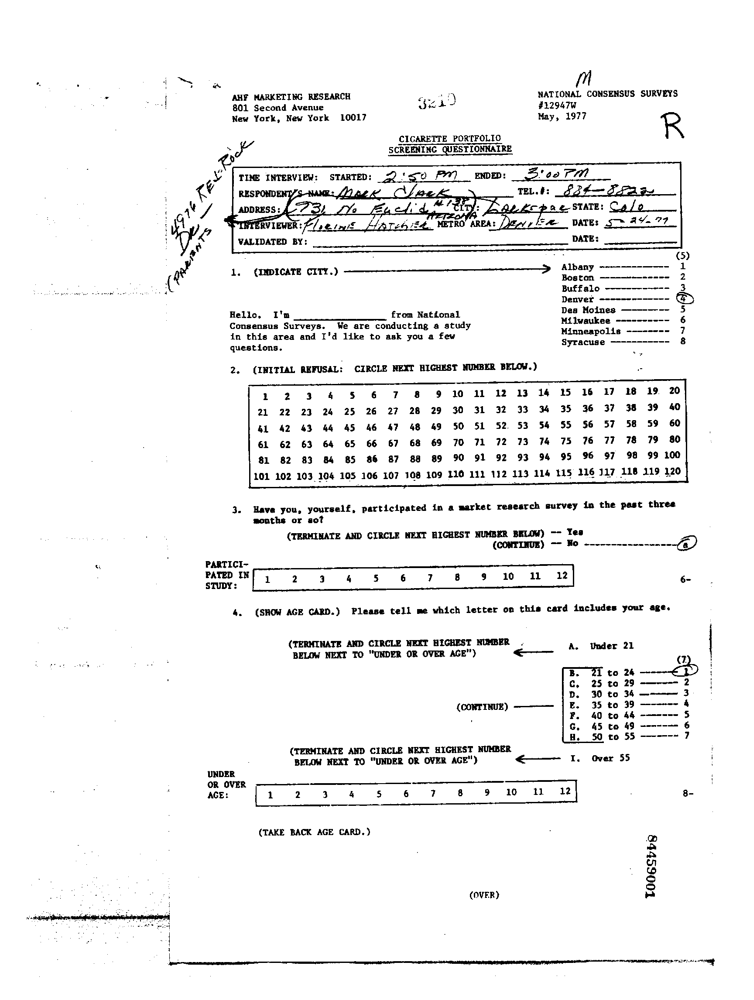 M
AHF MARKETING RESEARCH
801 Second Avenue
New York, New York 10017
3210
NATIONAL CONSENSUS SURVEYS
#12947W
May, 1977
R
CIGARETTE PORTFOLIO
SCREENING QUESTIONNAIRE
4976 Red Rock
Dr
(PARENTS
TIME INTERVIEW: STARTED: 2:50 PM ENDED: 3:00 PM
RESPONDENT'S NAME: Mark Clark TEL.#: 884-8822
ADDRESS: 7931 No Euclid #138 CITY: Larkspar STATE: Colo
INTERVIEWER: Florine Hatcher METRO AREA: Denver DATE: 5-24-77
VALIDATED BY: DATE:
1. (INDICATE CITY.)
(5)
Albany ---------- 1
Boston ---------- 2
Buffalo --------- 3
Denver ---------- 4
Des Moines ------ 5
Milwaukee ------- 6
Minneapolis ----- 7
Syracuse -------- 8
Hello. I'm ____________ from National
Consensus Surveys. We are conducting a study
in this area and I'd like to ask you a few
questions.
2. (INITIAL REFUSAL: CIRCLE NEXT HIGHEST NUMBER BELOW.)
1 2 3 4 5 6 7 8 9 10 11 12 13 14 15 16 17 18 19 20
21 22 23 24 25 26 27 28 29 30 31 32 33 34 35 36 37 38 39 40
41 42 43 44 45 46 47 48 49 50 51 52 53 54 55 56 57 58 59 60
61 62 63 64 65 66 67 68 69 70 71 72 73 74 75 76 77 78 79 80
81 82 83 84 85 86 87 88 89 90 91 92 93 94 95 96 97 98 99 100
101 102 103 104 105 106 107 108 109 110 111 112 113 114 115 116 117 118 119 120
3. Have you, yourself, participated in a market research survey in the past three
months or so?
(TERMINATE AND CIRCLE NEXT HIGHEST NUMBER BELOW) -- Yes
(CONTINUE) -- No --------------------
PARTICI-
PATED IN
STUDY:
1 2 3 4 5 6 7 8 9 10 11 12
6-
4. (SHOW AGE CARD.) Please tell me which letter on this card includes your age.
(TERMINATE AND CIRCLE NEXT HIGHEST NUMBER
BELOW NEXT TO "UNDER OR OVER AGE")
A. Under 21
(7)
B. 21 to 24 ------- 1
C. 25 to 29 ------- 2
D. 30 to 34 ------- 3
(CONTINUE)
E. 35 to 39 ------- 4
F. 40 to 44 ------- 5
G. 45 to 49 ------- 6
H. 50 to 55 ------- 7
(TERMINATE AND CIRCLE NEXT HIGHEST NUMBER
BELOW NEXT TO "UNDER OR OVER AGE")
I. Over 55
UNDER
OR OVER
AGE:
1 2 3 4 5 6 7 8 9 10 11 12
8-
(TAKE BACK AGE CARD.)
(OVER)
84459001